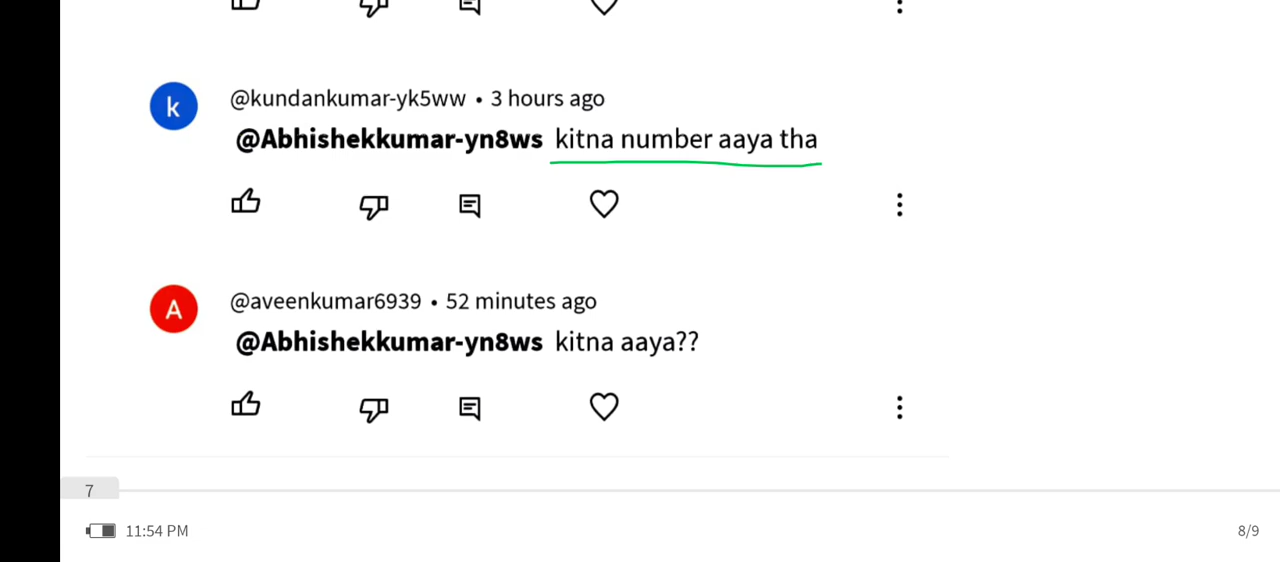 @kundankumar-yk5ww • 3 hours ago
@Abhishekkumar-yn8ws kitna number aaya tha
@aveenkumar6939 • 52 minutes ago
@Abhishekkumar-yn8ws kitna aaya??
7
11:54 PM
8/9
k
A